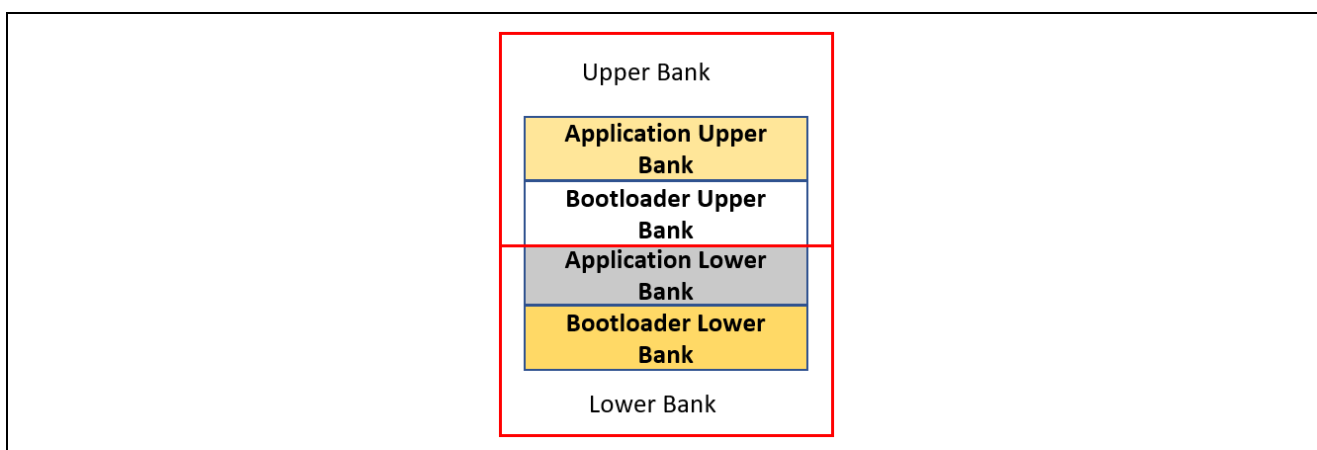 Upper Bank
Application Upper
Bank
Bootloader Upper
Bank
Application Lower
Bank
Bootloader Lower
Bank
Lower Bank